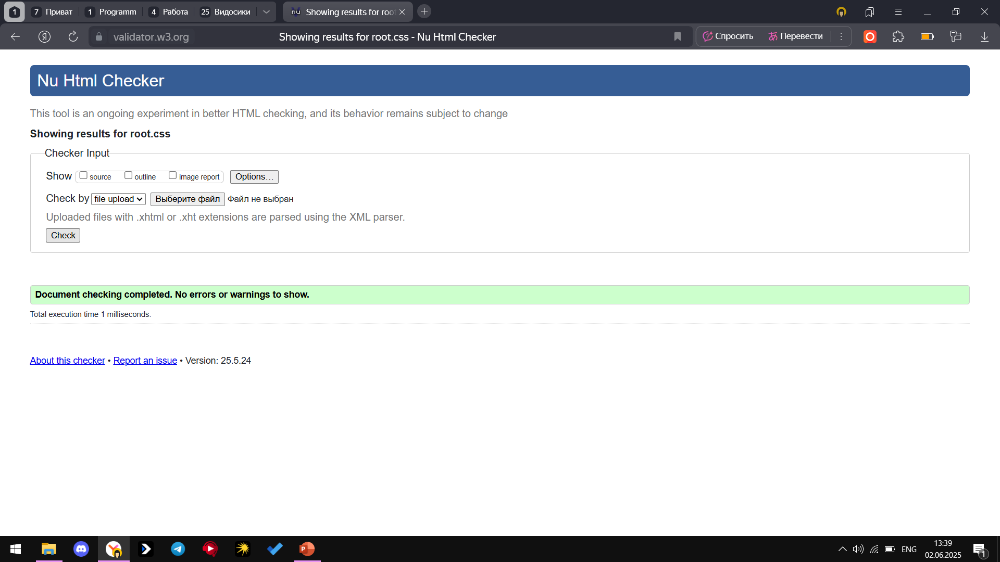 1
7 Приват
1 Programm
4 Работа
25 Видосики
nu Showing results for root
validator.w3.org
Showing results for root.css - Nu Html Checker
Спросить
Перевести
Nu Html Checker
This tool is an ongoing experiment in better HTML checking, and its behavior remains subject to change
Showing results for root.css
Checker Input
Show source outline image report Options…
Check by file upload Выберите файл Файл не выбран
Uploaded files with .xhtml or .xht extensions are parsed using the XML parser.
Check
Document checking completed. No errors or warnings to show.
Total execution time 1 milliseconds.
About this checker • Report an issue • Version: 25.5.24
P
ENG
13:39
02.06.2025
1